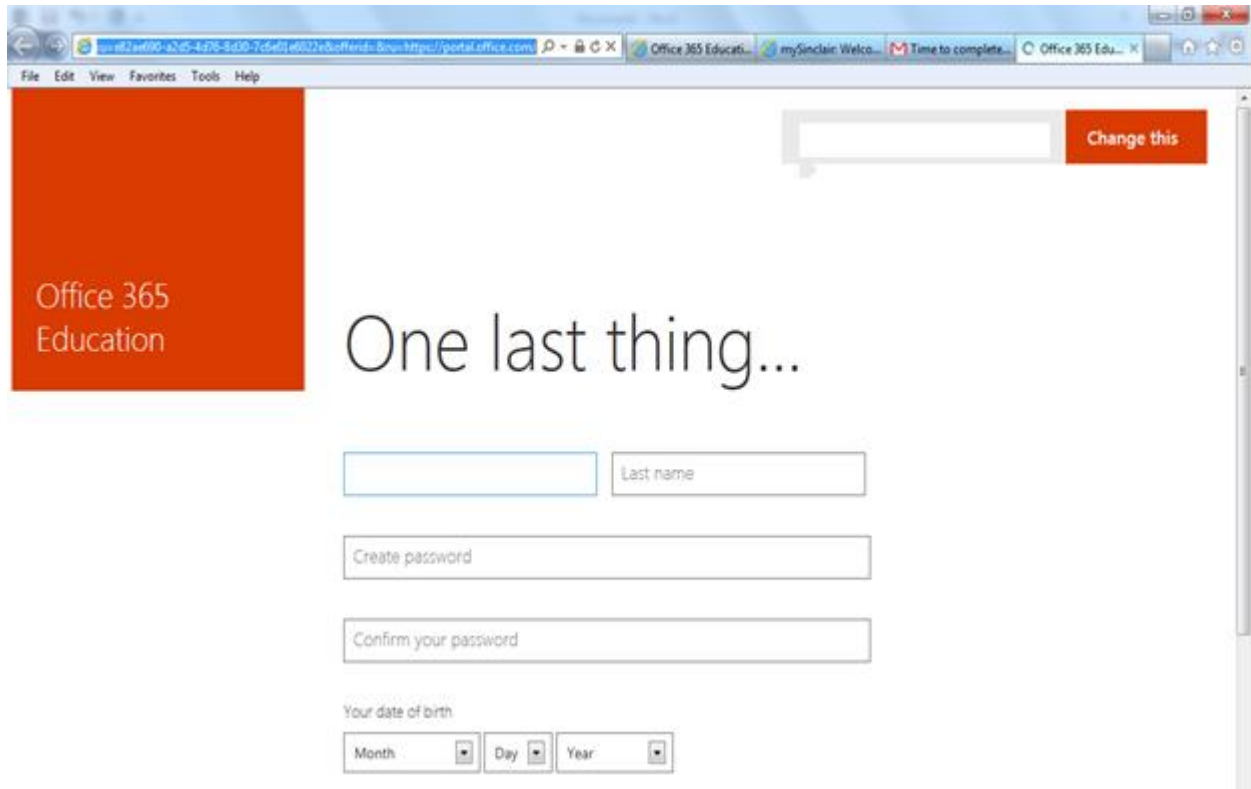 Office 365 Educati... mySinclair Welco... Time to complete... Office 365 Edu...
File Edit View Favorites Tools Help
Change this
Office 365
Education
One last thing...
Last name
Create password
Confirm your password
Your date of birth
Month Day Year